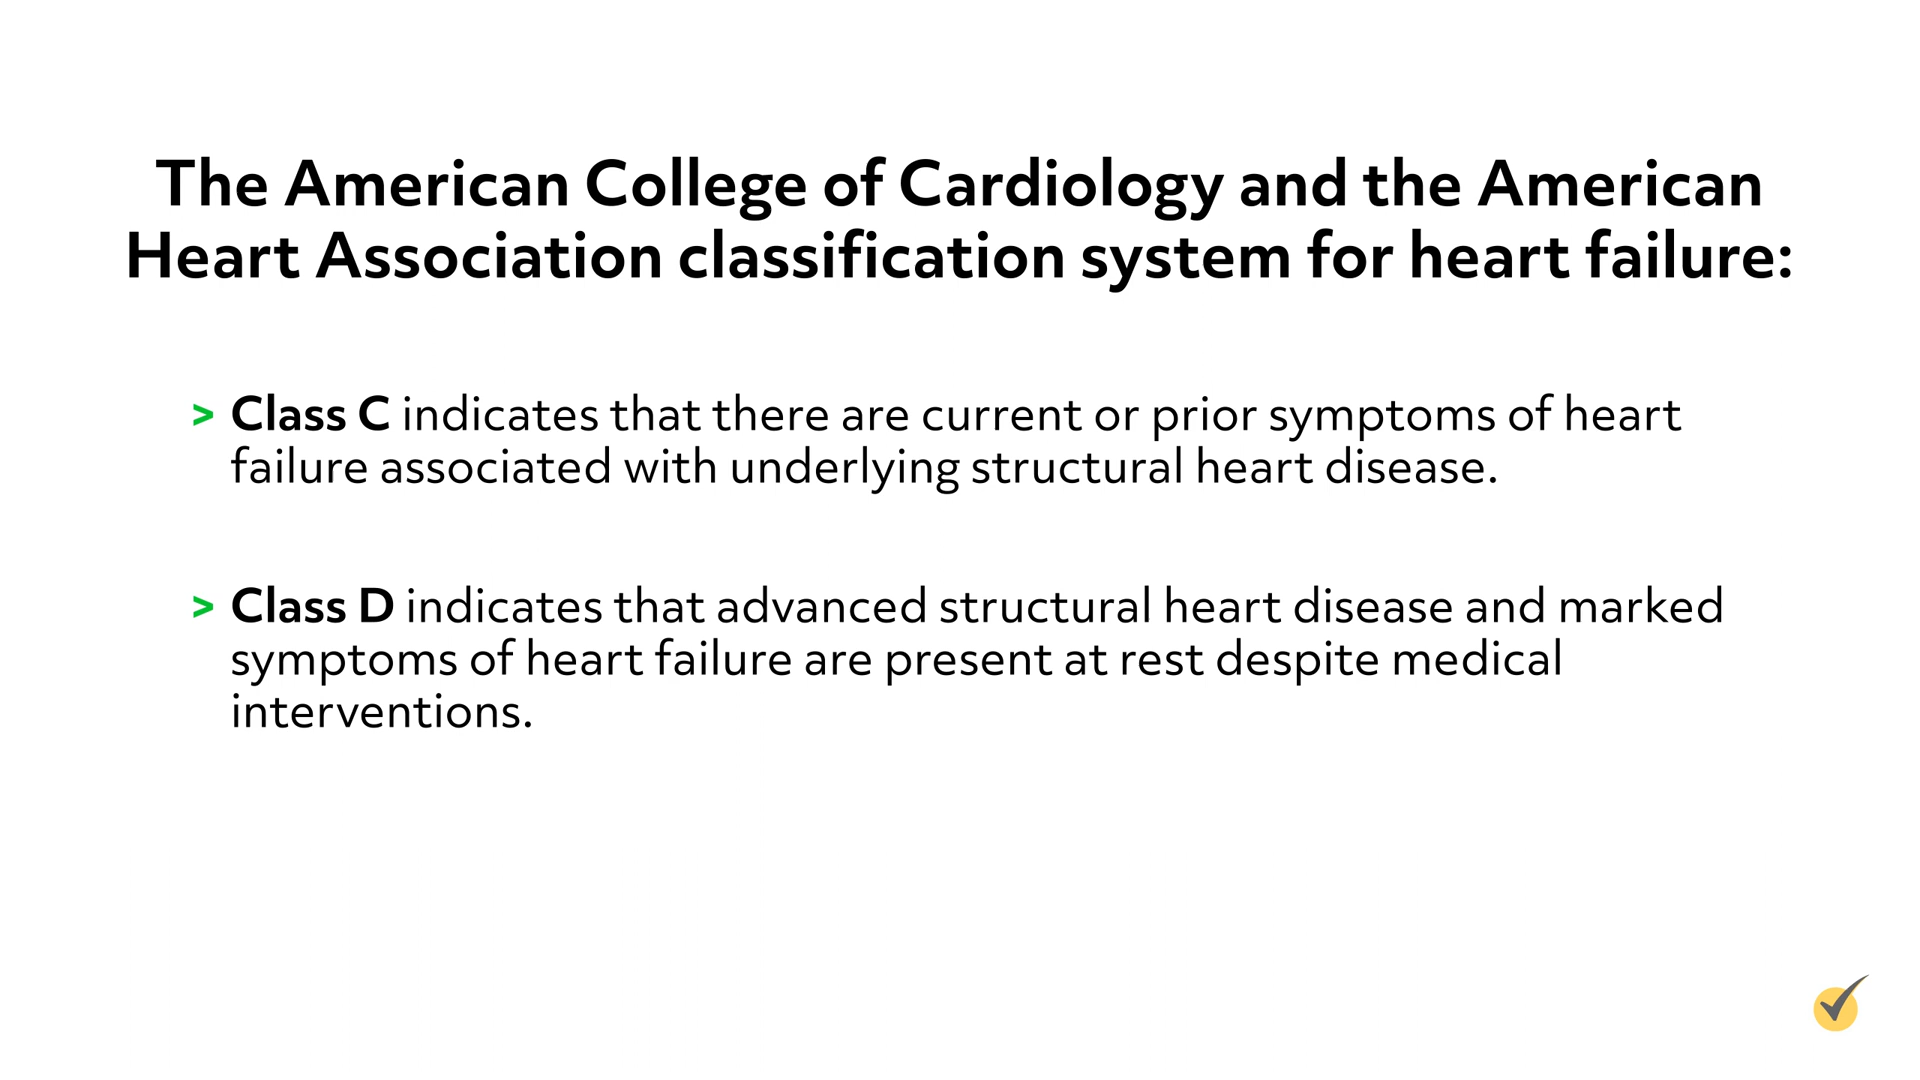 The American College of Cardiology and the American
Heart Association classification system for heart failure:
> Class C indicates that there are current or prior symptoms of heart
failure associated with underlying structural heart disease.
> Class D indicates that advanced structural heart disease and marked
symptoms of heart failure are present at rest despite medical
interventions.